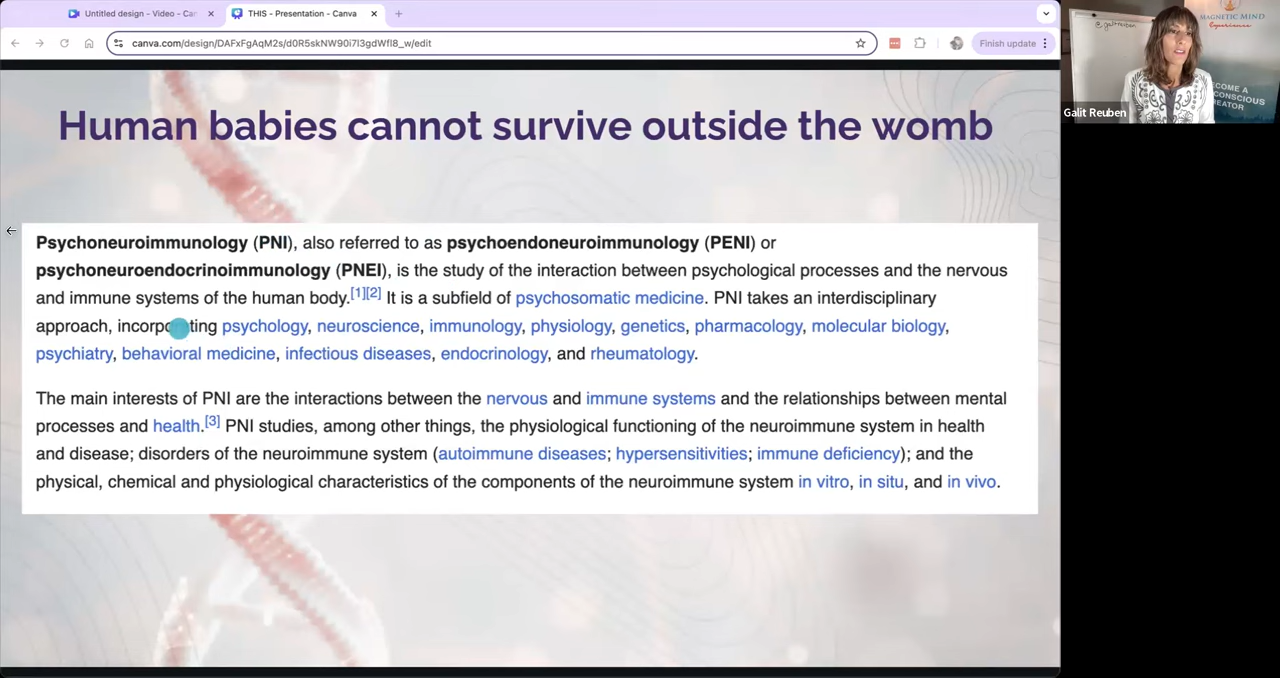 Untitled design - Video - Can
THIS - Presentation - Canva
canva.com/design/DAFxFgAqM2s/d0R5skNW90i7l3gdWfl8_w/edit
Finish update
Human babies cannot survive outside the womb
Psychoneuroimmunology (PNI), also referred to as psychoendoneuroimmunology (PENI) or
psychoneuroendocrinoimmunology (PNEI), is the study of the interaction between psychological processes and the nervous
and immune systems of the human body.[1][2] It is a subfield of psychosomatic medicine. PNI takes an interdisciplinary
approach, incorporating psychology, neuroscience, immunology, physiology, genetics, pharmacology, molecular biology,
psychiatry, behavioral medicine, infectious diseases, endocrinology, and rheumatology.
The main interests of PNI are the interactions between the nervous and immune systems and the relationships between mental
processes and health.[3] PNI studies, among other things, the physiological functioning of the neuroimmune system in health
and disease; disorders of the neuroimmune system (autoimmune diseases; hypersensitivities; immune deficiency); and the
physical, chemical and physiological characteristics of the components of the neuroimmune system in vitro, in situ, and in vivo.
@galitreuben
MAGNETIC MIND
Experience
ECOME A
CONSCIOUS
REATOR
Galit Reuben